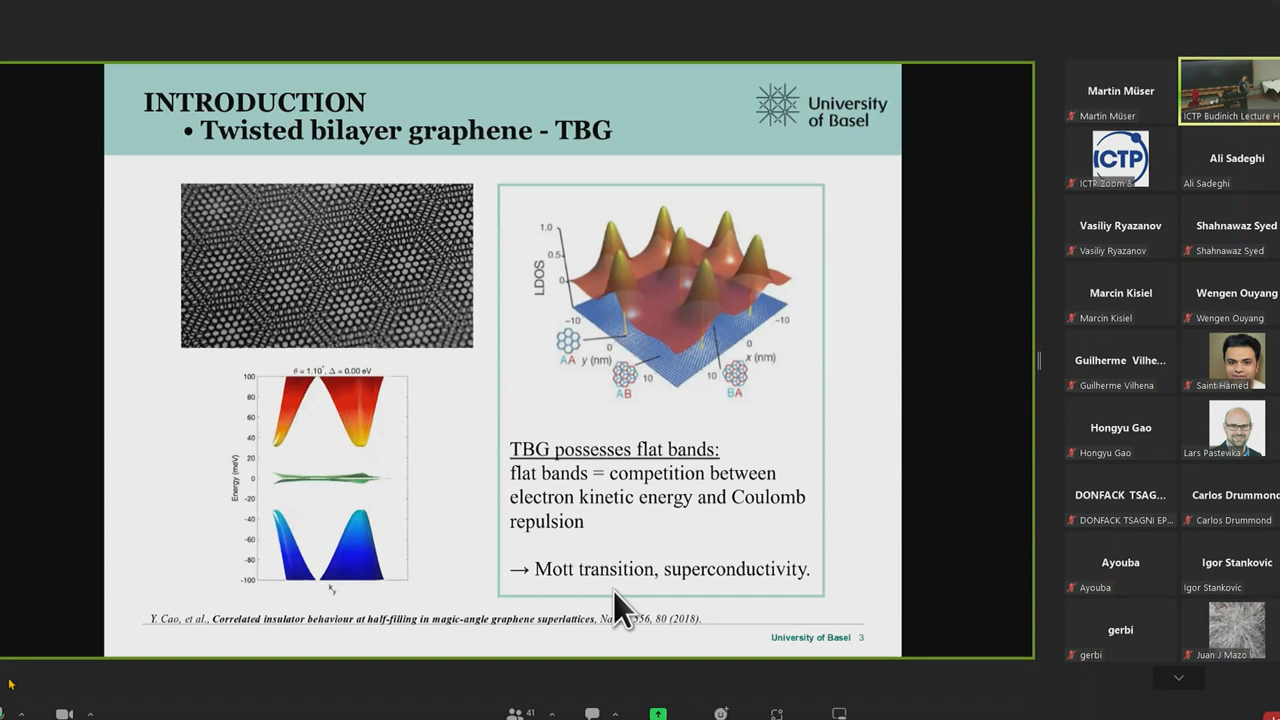 INTRODUCTION
• Twisted bilayer graphene - TBG
University
of Basel
θ = 1.10°, Δ = 0.00 eV
100
80
60
40
20
0
-20
-40
-60
-80
-100
Energy (meV)
k_y
1.0
0.5
0
LDOS
−10
0
10
y (nm)
−10
0
10
x (nm)
AA
AB
BA
TBG possesses flat bands:
flat bands = competition between
electron kinetic energy and Coulomb
repulsion
→ Mott transition, superconductivity.
Y. Cao, et al., Correlated insulator behaviour at half-filling in magic-angle graphene superlattices, 556, 80 (2018).
University of Basel 3
Martin Müser
Martin Müser
ICTP Budinich Lecture H
ICTP
ICTP Zoom 8
Ali Sadeghi
Ali Sadeghi
Vasiliy Ryazanov
Vasiliy Ryazanov
Shahnawaz Syed
Shahnawaz Syed
Marcin Kisiel
Marcin Kisiel
Wengen Ouyang
Wengen Ouyang
Guilherme Vilhe...
Guilherme Vilhena
Saint Hamed
Hongyu Gao
Hongyu Gao
Lars Pastewka
DONFACK TSAG...
DONFACK TSAGNI EP...
Carlos Drummond
Carlos Drummond
Ayouba
Ayouba
Igor Stankovic
Igor Stankovic
gerbi
gerbi
Juan J Mazo
41